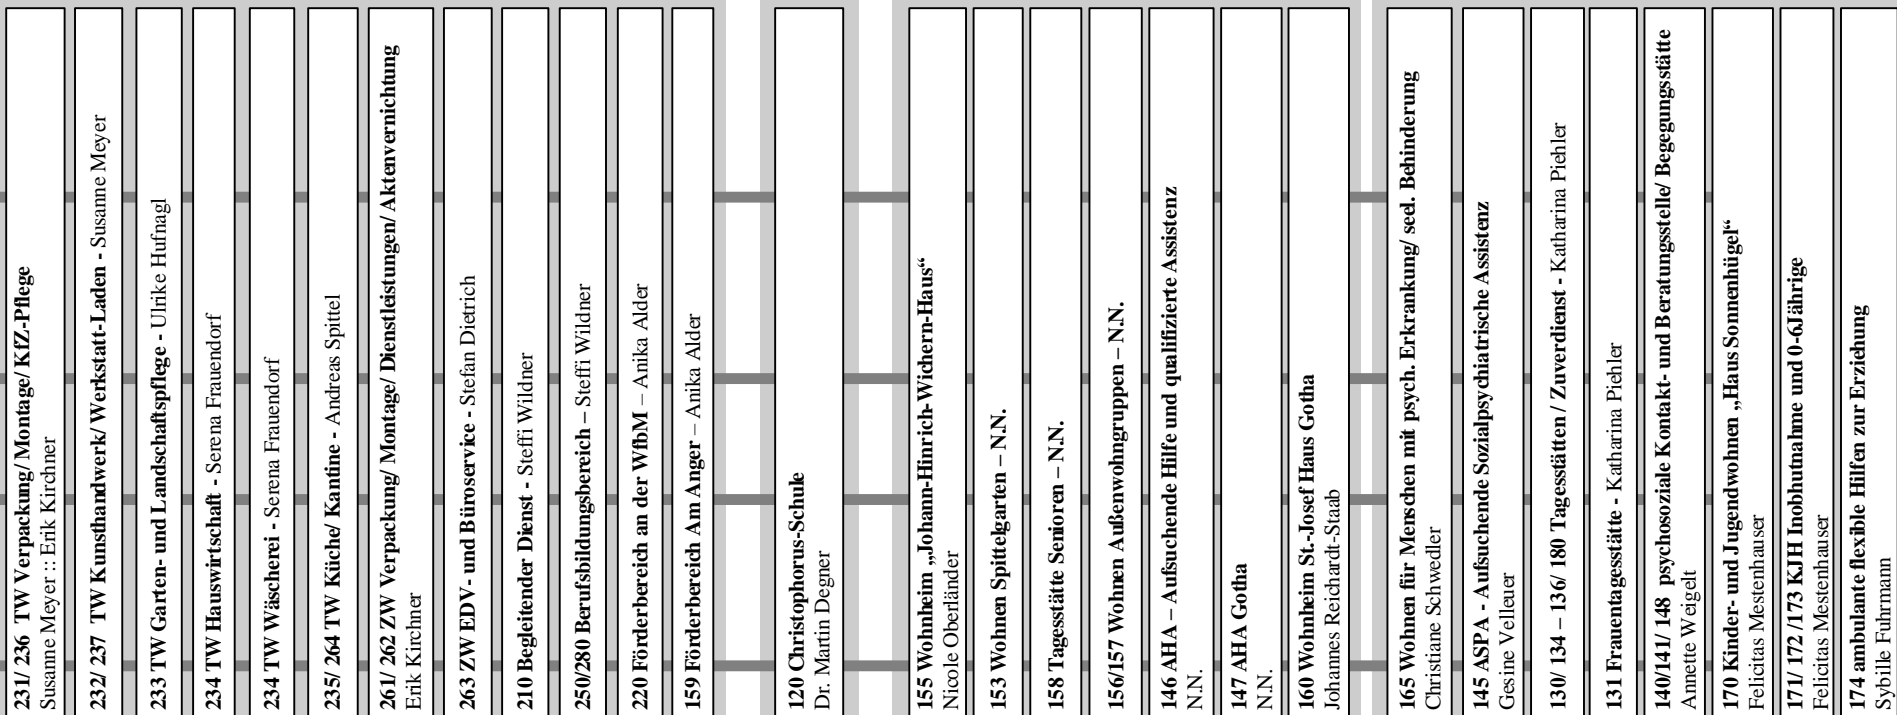 231/ 236 TW Verpackung/ Montage/ KfZ-Pflege
Susanne Meyer :: Erik Kirchner
232/ 237 TW Kunsthandwerk/ Werkstatt-Laden - Susanne Meyer
233 TW Garten- und Landschaftspflege - Ulrike Hufnagl
234 TW Hauswirtschaft - Serena Frauendorf
234 TW Wäscherei - Serena Frauendorf
235/ 264 TW Küche/ Kantine - Andreas Spittel
261/ 262 ZW Verpackung/ Montage/ Dienstleistungen/ Aktenvernichtung
Erik Kirchner
263 ZW EDV- und Büroservice - Stefan Dietrich
210 Begleitender Dienst - Steffi Wildner
250/280 Berufsbildungsbereich – Steffi Wildner
220 Förderbereich an der WfbM – Anika Alder
159 Förderbereich Am Anger – Anika Alder
120 Christophorus-Schule
Dr. Martin Degner
155 Wohnheim „Johann-Hinrich-Wichern-Haus“
Nicole Oberländer
153 Wohnen Spittelgarten – N.N.
158 Tagesstätte Senioren – N.N.
156/157 Wohnen Außenwohngruppen – N.N.
146 AHA – Aufsuchende Hilfe und qualifizierte Assistenz
N.N.
147 AHA Gotha
N.N.
160 Wohnheim St.-Josef Haus Gotha
Johannes Reichardt-Staab
165 Wohnen für Menschen mit psych. Erkrankung/ seel. Behinderung
Christiane Schwedler
145 ASPA - Aufsuchende Sozialpsychiatrische Assistenz
Gesine Velleuer
130/ 134 – 136/ 180 Tagesstätten / Zuverdienst - Katharina Piehler
131 Frauentagesstätte - Katharina Piehler
140/141/ 148 psychosoziale Kontakt- und Beratungsstelle/ Begegungsstätte
Annette Weigelt
170 Kinder- und Jugendwohnen „Haus Sonnenhügel“
Felicitas Mestenhauser
171/ 172 /173 KJH Inobhutnahme und 0-6Jährige
Felicitas Mestenhauser
174 ambulante flexible Hilfen zur Erziehung
Sybille Fuhrmann